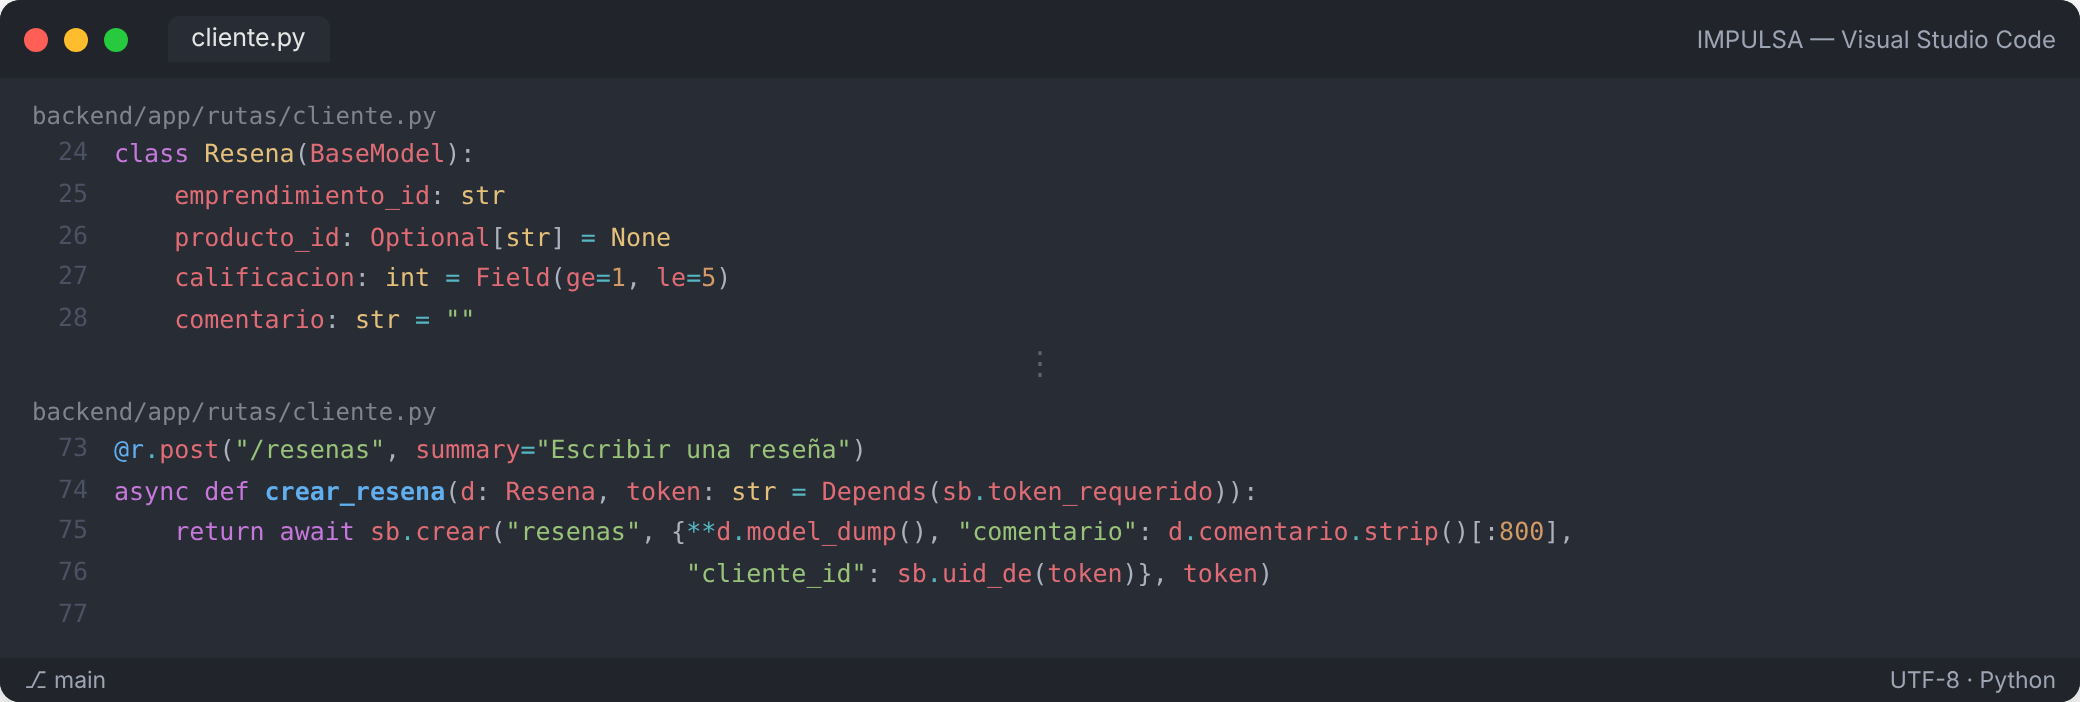 cliente.py
IMPULSA — Visual Studio Code
backend/app/rutas/cliente.py
24 class Resena(BaseModel):
25     emprendimiento_id: str
26     producto_id: Optional[str] = None
27     calificacion: int = Field(ge=1, le=5)
28     comentario: str = ""
⋮
backend/app/rutas/cliente.py
73 @r.post("/resenas", summary="Escribir una reseña")
74 async def crear_resena(d: Resena, token: str = Depends(sb.token_requerido)):
75     return await sb.crear("resenas", {**d.model_dump(), "comentario": d.comentario.strip()[:800],
76                                       "cliente_id": sb.uid_de(token)}, token)
77
⎇ main
UTF-8 · Python